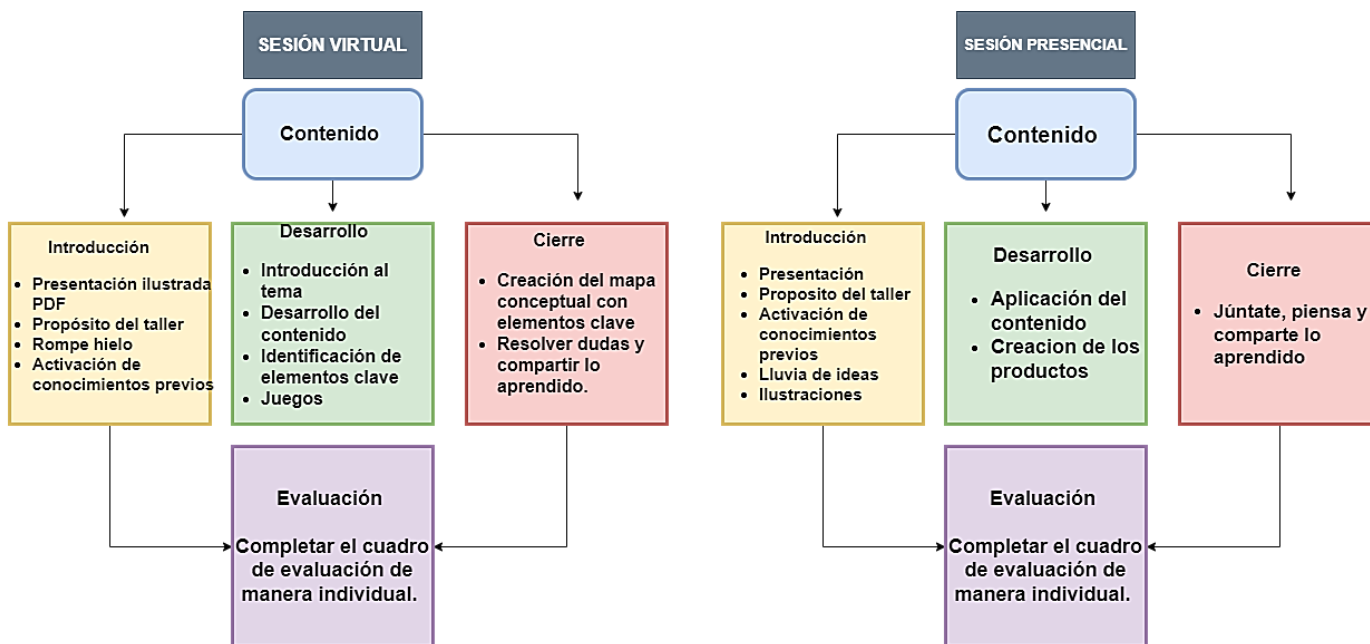 SESIÓN VIRTUAL
Contenido
Introducción
• Presentación ilustrada
PDF
• Propósito del taller
• Rompe hielo
• Activación de
conocimientos previos
Desarrollo
• Introducción al
tema
• Desarrollo del
contenido
• Identificación de
elementos clave
• Juegos
Cierre
• Creación del mapa
conceptual con
elementos clave
• Resolver dudas y
compartir lo
aprendido.
Evaluación
Completar el cuadro
de evaluación de
manera individual.
SESIÓN PRESENCIAL
Contenido
Introducción
• Presentación
• Proposito del taller
• Activación de
conocimientos
previos
• Lluvia de ideas
• Ilustraciones
Desarrollo
• Aplicación del
contenido
• Creacion de los
productos
Cierre
• Júntate, piensa y
comparte lo
aprendido
Evaluación
Completar el cuadro
de evaluación de
manera individual.